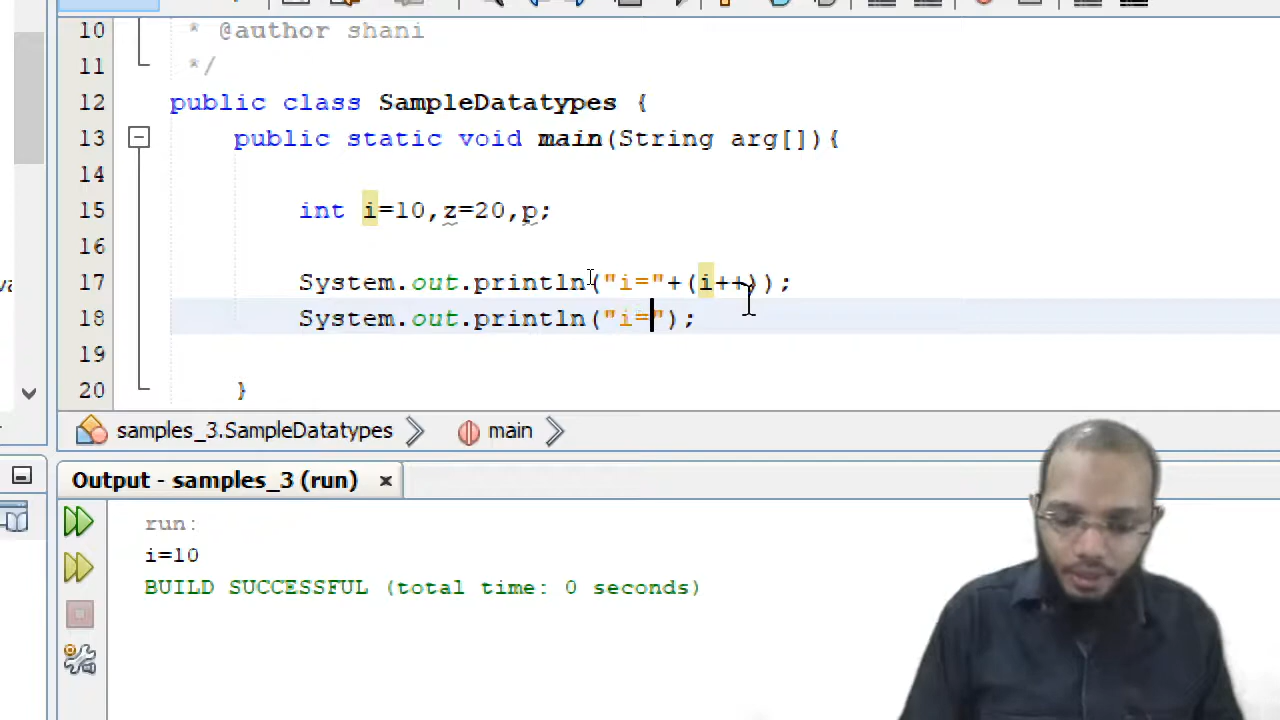 10 * @author shani
11 */
12 public class SampleDatatypes {
13 public static void main(String arg[]){
14
15 int i=10,z=20,p;
16
17 System.out.println("i="+(i++));
18 System.out.println("i=");
19
20 }
samples_3.SampleDatatypes main
Output - samples_3 (run) ×
run:
i=10
BUILD SUCCESSFUL (total time: 0 seconds)